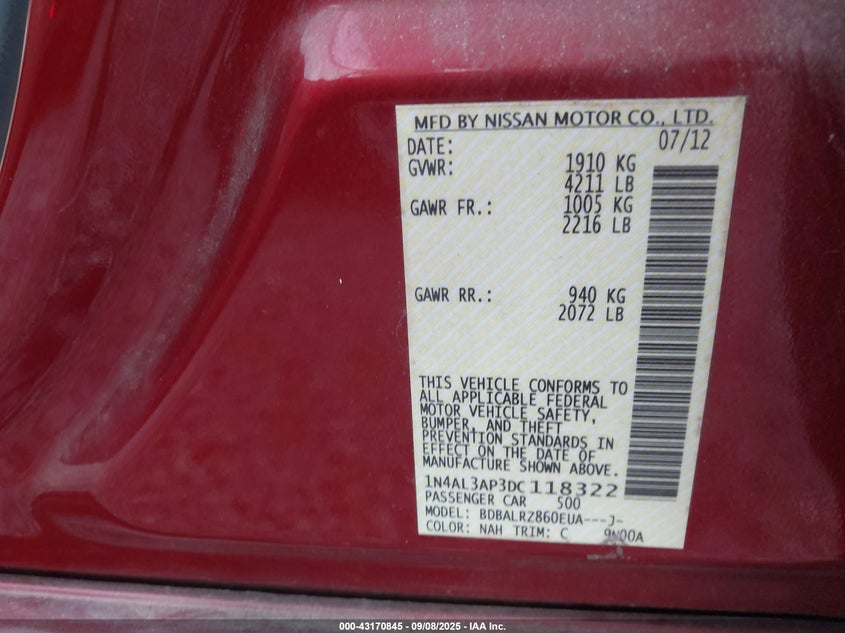 MFD BY NISSAN MOTOR CO., LTD.
DATE: 07/12
GVWR: 1910 KG
4211 LB
GAWR FR.: 1005 KG
2216 LB
GAWR RR.: 940 KG
2072 LB
THIS VEHICLE CONFORMS TO
ALL APPLICABLE FEDERAL
MOTOR VEHICLE SAFETY,
BUMPER, AND THEFT
PREVENTION STANDARDS IN
EFFECT ON THE DATE OF
MANUFACTURE SHOWN ABOVE.
1N4AL3AP3DC118322
PASSENGER CAR 500
MODEL: BDBALRZ860EUA---J-
COLOR: NAH TRIM: C 9N00A
000-43170845 - 09/08/2025 - IAA Inc.